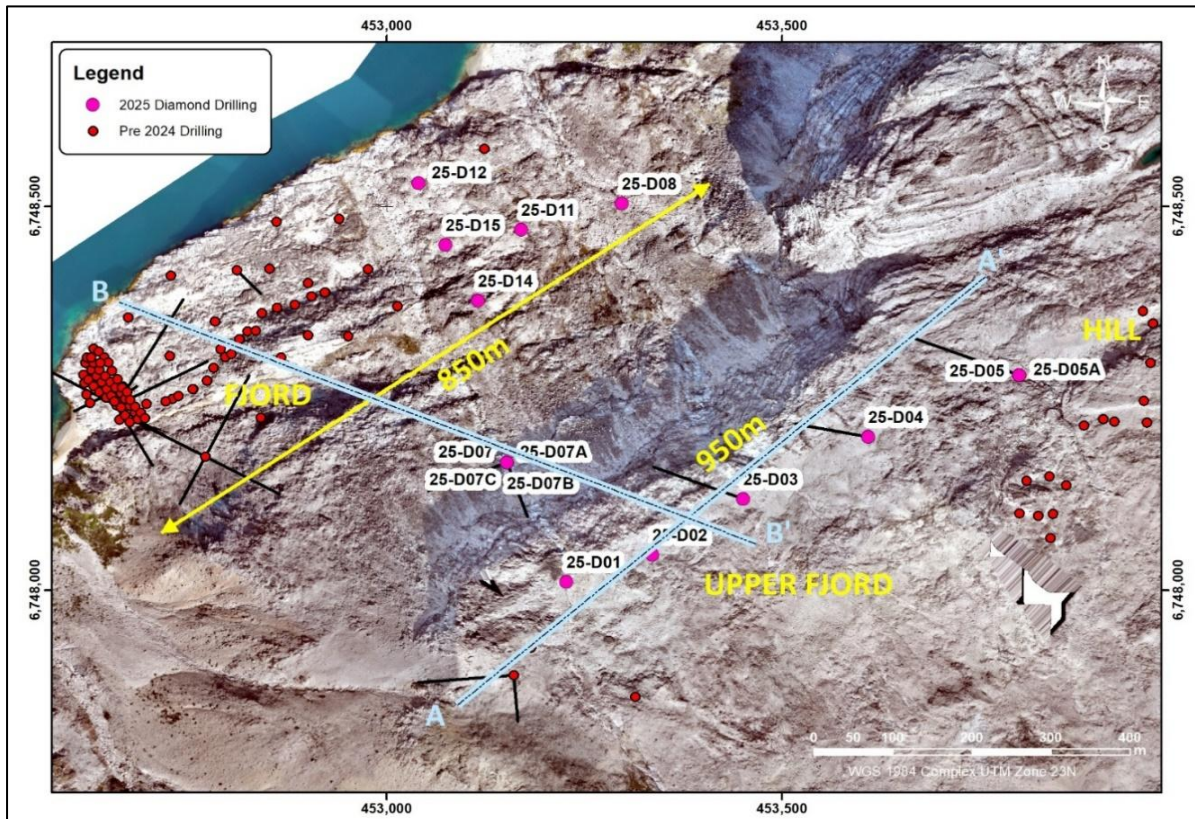 453,000
453,500
Legend
2025 Diamond Drilling
Pre 2024 Drilling
N
W E
S
6,748,500
6,748,500
25-D12
25-D08
25-D11
25-D15
25-D14
B
A'
850m
HILL
FJORD
25-D05
25-D05A
25-D04
950m
25-D07
25-D07A
25-D07C
25-D07B
25-D03
25-D02
B'
25-D01
UPPER FJORD
6,748,000
6,748,000
A
0 50 100 200 300 400
m
WGS 1984 Complex UTM Zone 23N
453,000
453,500